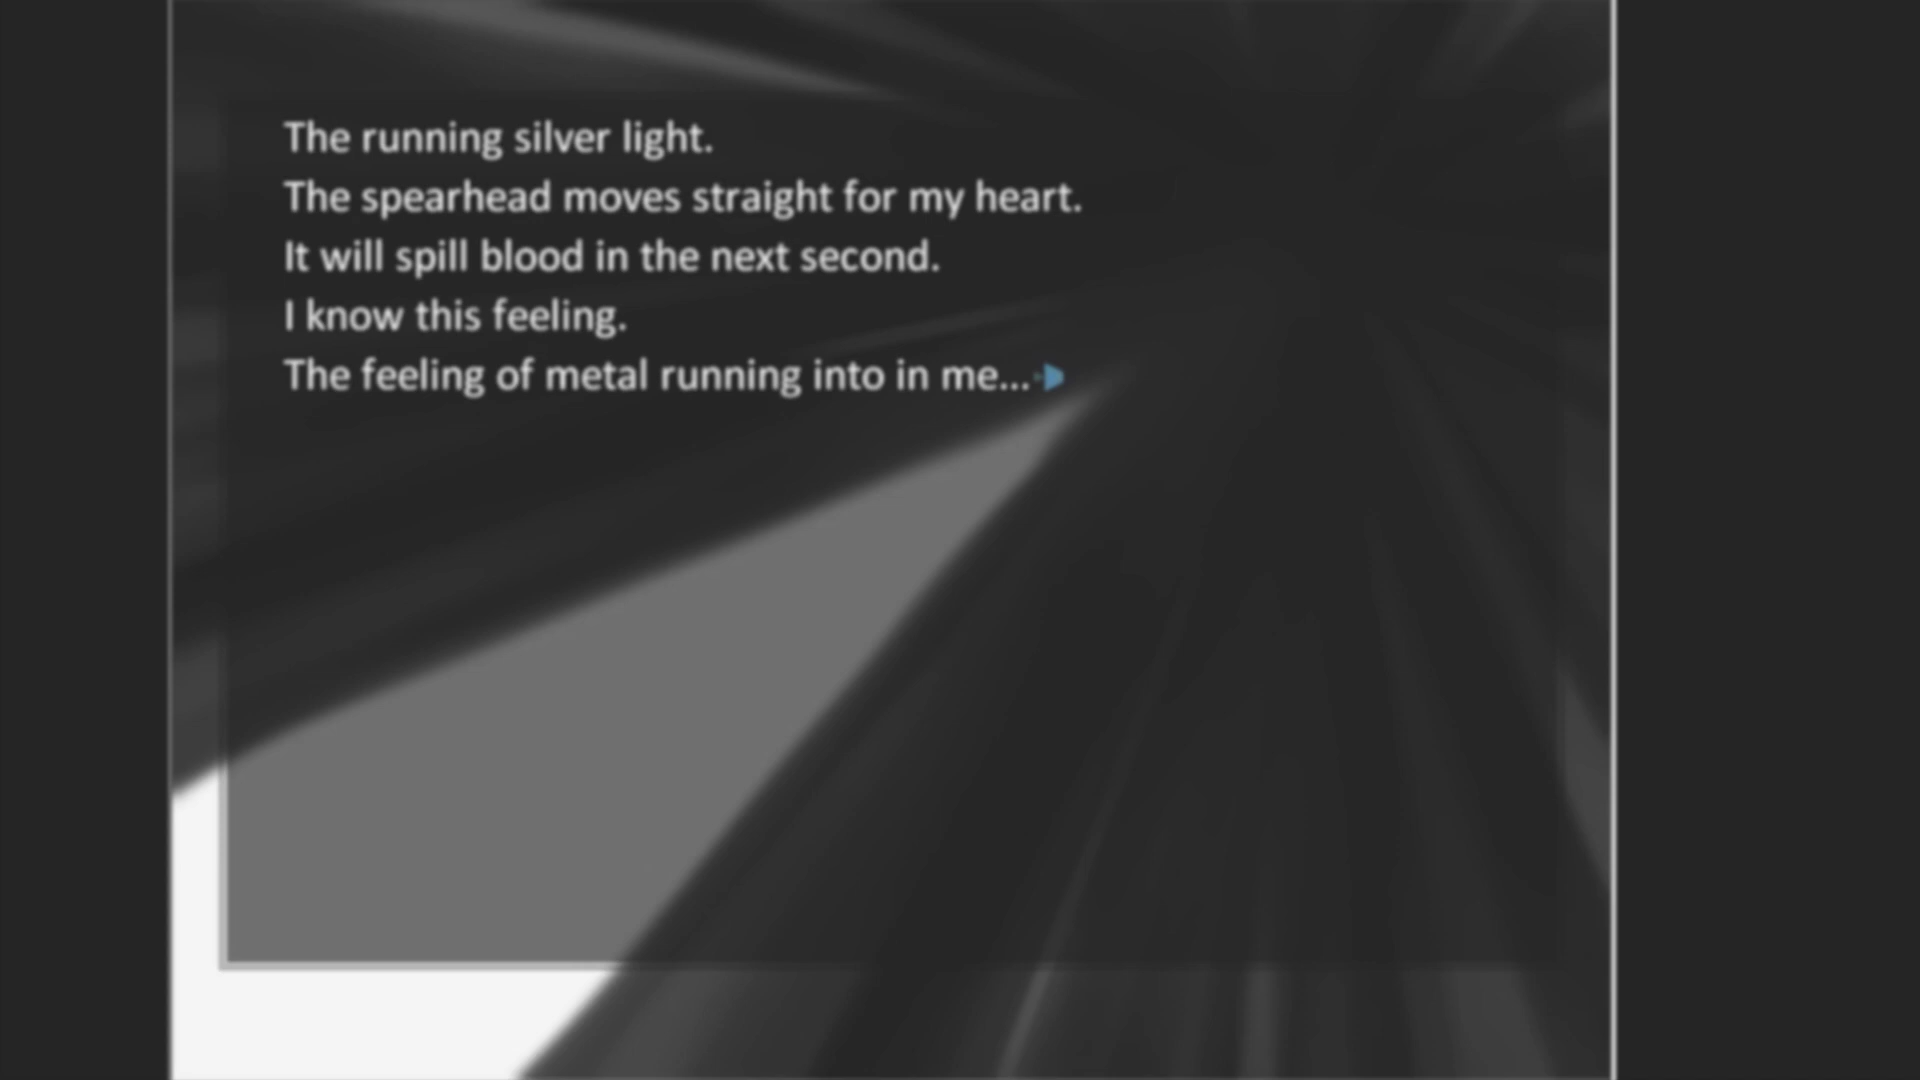 The running silver light.
The spearhead moves straight for my heart.
It will spill blood in the next second.
I know this feeling.
The feeling of metal running into in me...